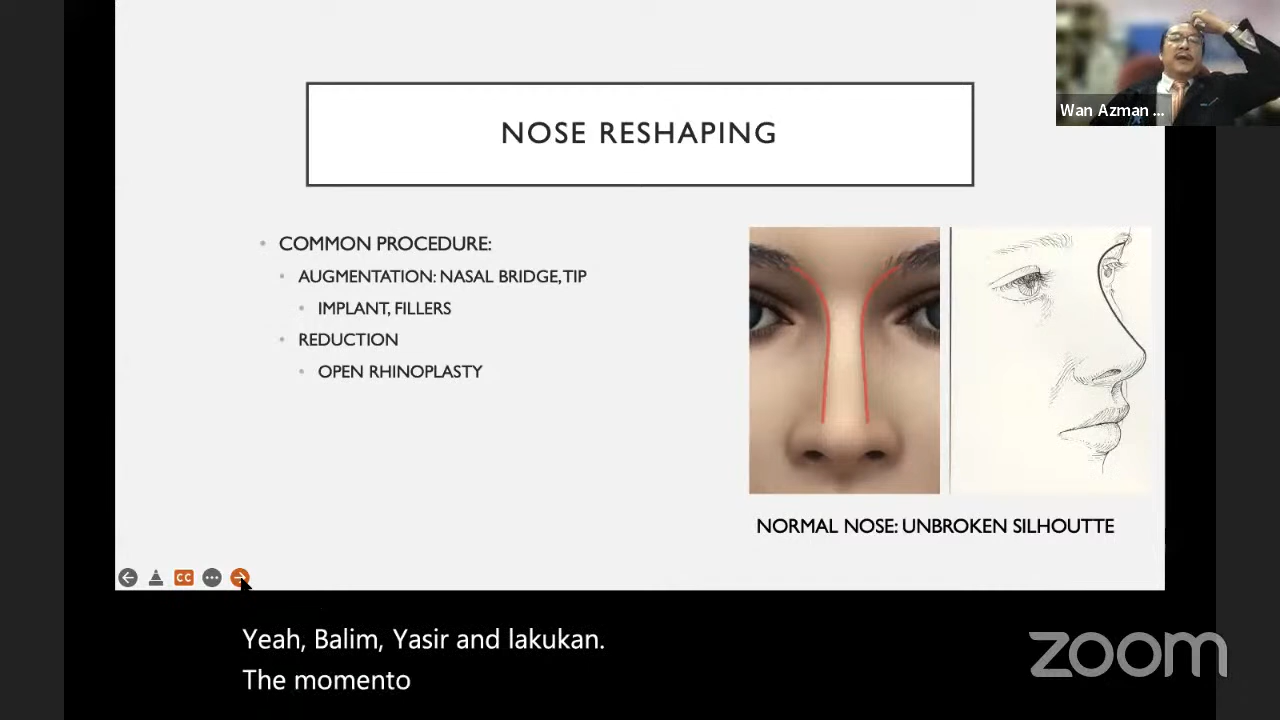 NOSE RESHAPING
Wan Azman ...
COMMON PROCEDURE:
AUGMENTATION: NASAL BRIDGE, TIP
IMPLANT, FILLERS
REDUCTION
OPEN RHINOPLASTY
NORMAL NOSE: UNBROKEN SILHOUTTE
CC
Yeah, Balim, Yasir and lakukan.
The momento
zoom